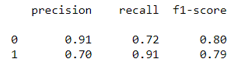 precision recall f1-score
0 0.91 0.72 0.80
1 0.70 0.91 0.79